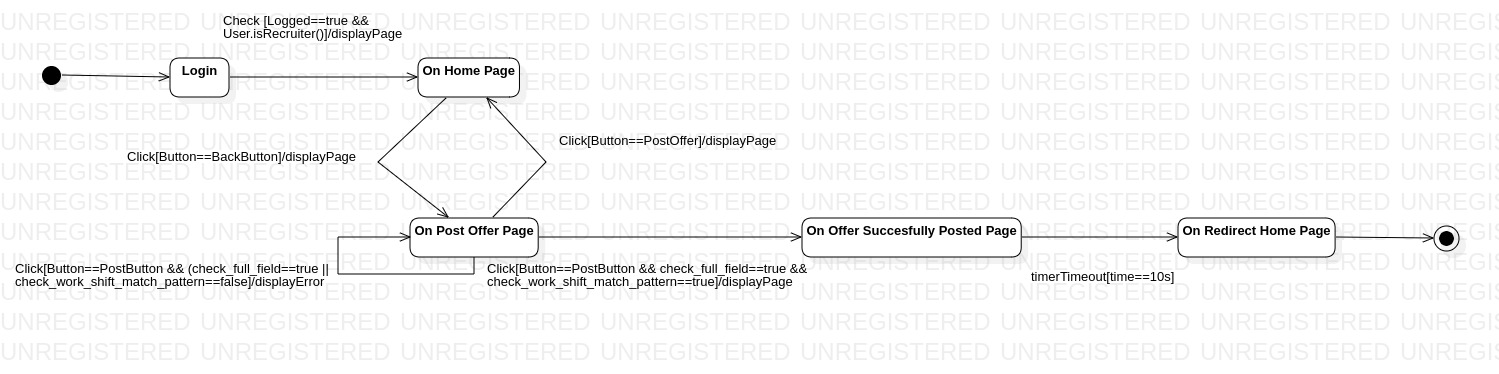 Check [Logged==true &&
User.isRecruiter()]/displayPage
Login
On Home Page
Click[Button==PostOffer]/displayPage
Click[Button==BackButton]/displayPage
On Post Offer Page
On Offer Succesfully Posted Page
On Redirect Home Page
Click[Button==PostButton && (check_full_field==true ||
check_work_shift_match_pattern==false]/displayError
Click[Button==PostButton && check_full_field==true &&
check_work_shift_match_pattern==true]/displayPage
timerTimeout[time==10s]
UNREGISTERED UNREGISTERED UNREGISTERED UNREGISTERED UNREGISTERED UNREGISTERED UNREGISTERED UNREGIS